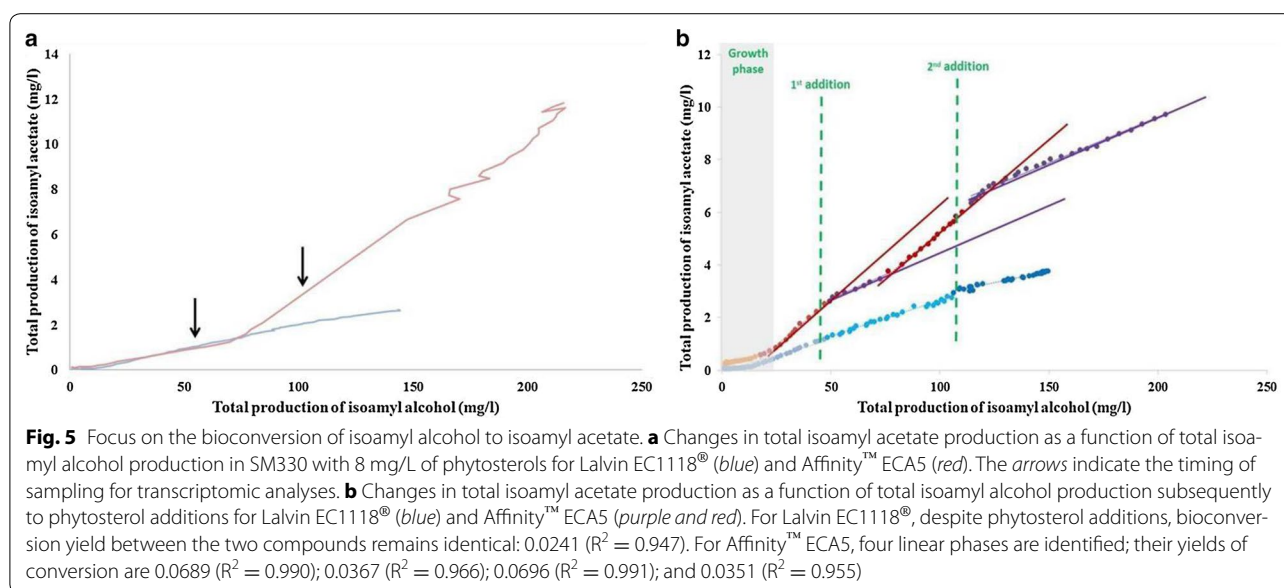 a
Total production of isoamyl acetate (mg/l)
14
12
10
8
6
4
2
0
0 50 100 150 200 250
Total production of isoamyl alcohol (mg/l)
b
Total production of isoamyl acetate (mg/l)
12
10
8
6
4
2
0
Growth
phase
1st addition
2nd addition
0 50 100 150 200 250
Total production of isoamyl alcohol (mg/l)
Fig. 5 Focus on the bioconversion of isoamyl alcohol to isoamyl acetate. a Changes in total isoamyl acetate production as a function of total isoa-
myl alcohol production in SM330 with 8 mg/L of phytosterols for Lalvin EC1118® (blue) and Affinity™ ECA5 (red). The arrows indicate the timing of
sampling for transcriptomic analyses. b Changes in total isoamyl acetate production as a function of total isoamyl alcohol production subsequently
to phytosterol additions for Lalvin EC1118® (blue) and Affinity™ ECA5 (purple and red). For Lalvin EC1118®, despite phytosterol additions, bioconver-
sion yield between the two compounds remains identical: 0.0241 (R² = 0.947). For Affinity™ ECA5, four linear phases are identified; their yields of
conversion are 0.0689 (R² = 0.990); 0.0367 (R² = 0.966); 0.0696 (R² = 0.991); and 0.0351 (R² = 0.955)